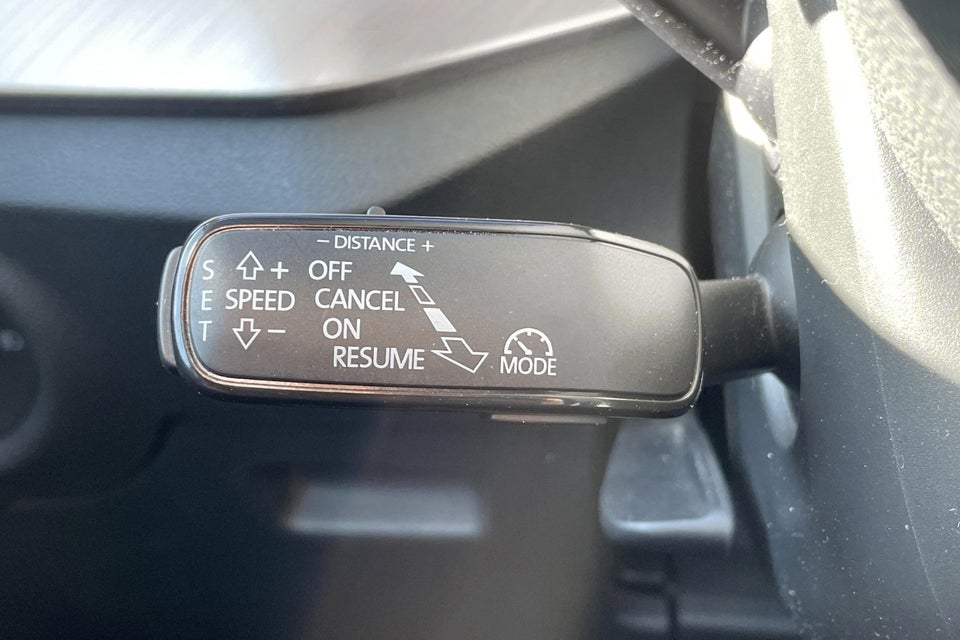 - DISTANCE +
S + OFF
E SPEED CANCEL
T - ON
RESUME
MODE